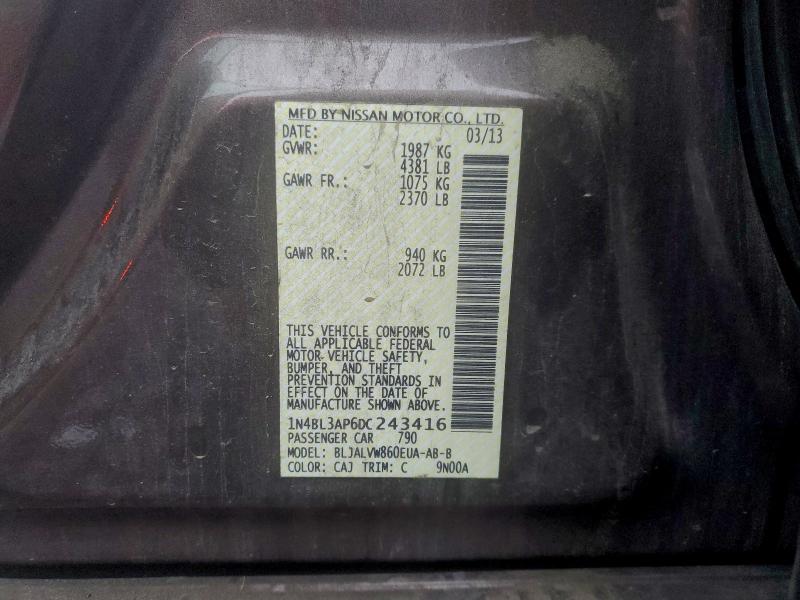 MFD BY NISSAN MOTOR CO., LTD.
DATE: 03/13
GVWR: 1987 KG
4381 LB
GAWR FR.: 1075 KG
2370 LB
GAWR RR.: 940 KG
2072 LB
THIS VEHICLE CONFORMS TO
ALL APPLICABLE FEDERAL
MOTOR VEHICLE SAFETY,
BUMPER, AND THEFT
PREVENTION STANDARDS IN
EFFECT ON THE DATE OF
MANUFACTURE SHOWN ABOVE.
1N4BL3AP6DC243416
PASSENGER CAR 790
MODEL: BLJALVW860EUA-AB-B
COLOR: CAJ TRIM: C 9N00A